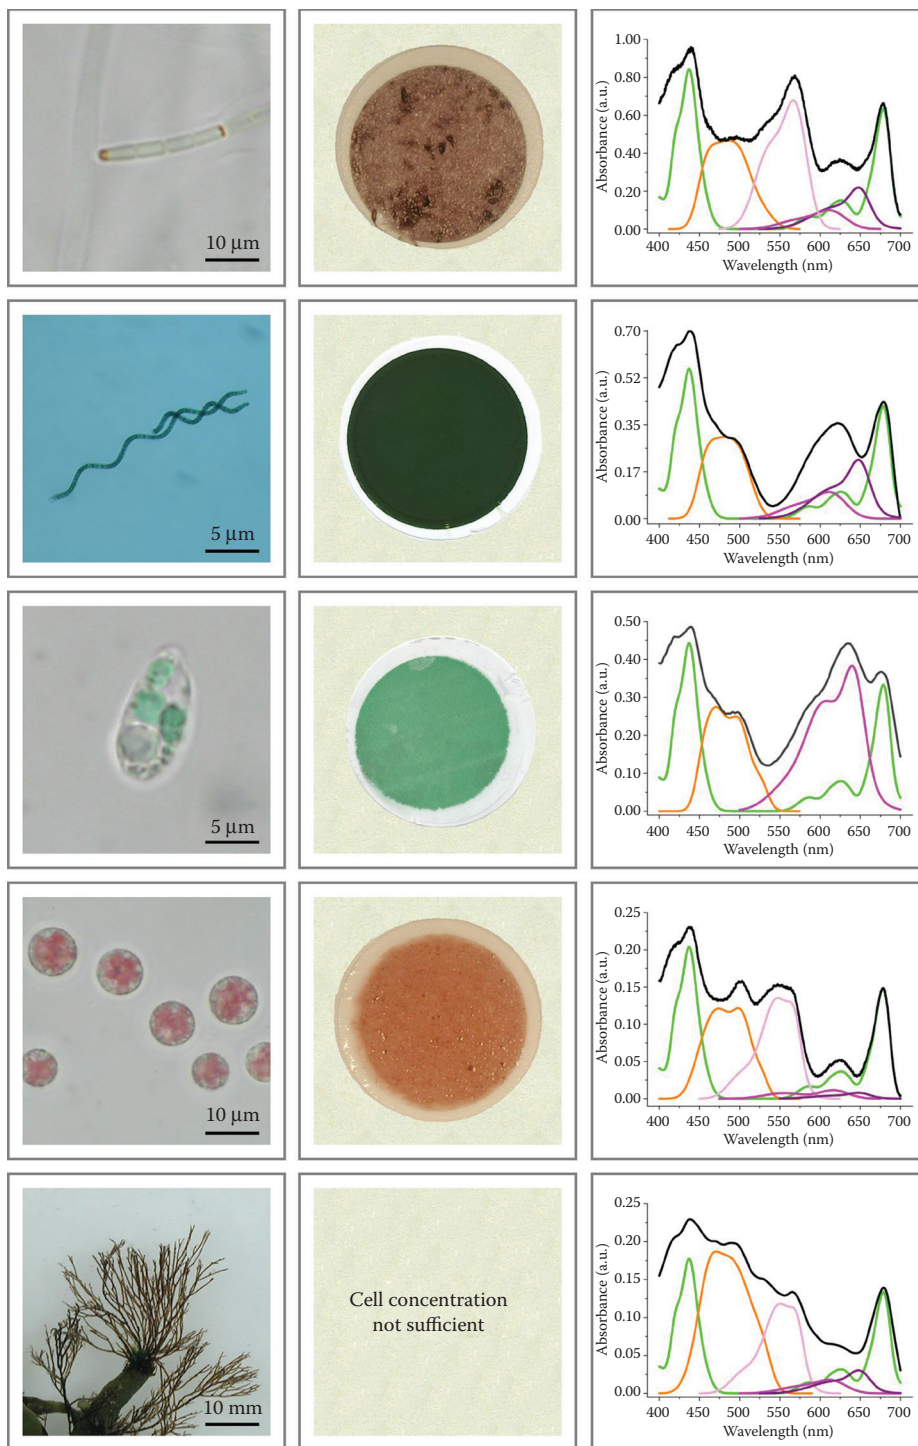 10 μm
Absorbance (a.u.)
1.00
0.80
0.60
0.40
0.20
0.00
400 450 500 550 600 650 700
Wavelength (nm)
5 μm
Absorbance (a.u.)
0.70
0.52
0.35
0.17
0.00
400 450 500 550 600 650 700
Wavelength (nm)
5 μm
Absorbance (a.u.)
0.50
0.40
0.30
0.20
0.10
0.00
400 450 500 550 600 650 700
Wavelength (nm)
10 μm
Absorbance (a.u.)
0.25
0.20
0.15
0.10
0.05
0.00
400 450 500 550 600 650 700
Wavelength (nm)
10 mm
Cell concentration
not sufficient
Absorbance (a.u.)
0.25
0.20
0.15
0.10
0.05
0.00
400 450 500 550 600 650 700
Wavelength (nm)